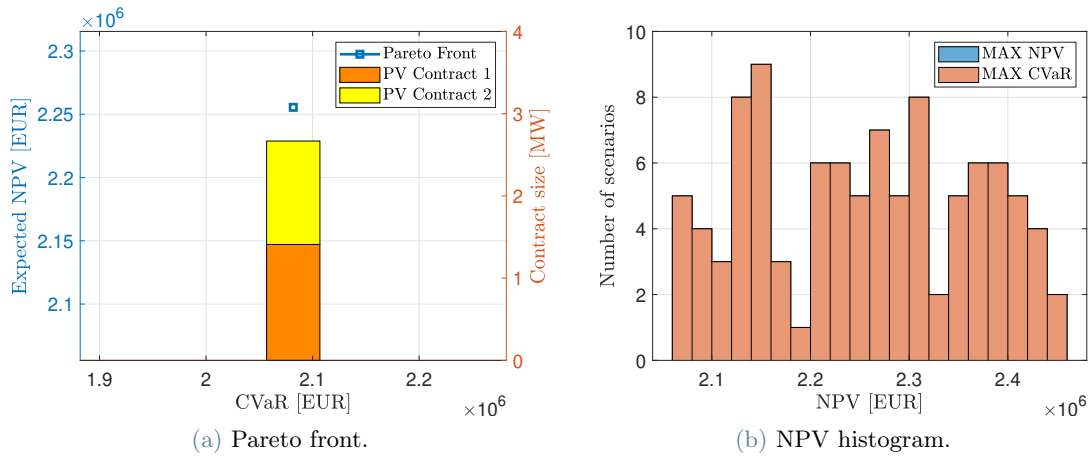 ×10^6
Expected NPV [EUR]
2.3
2.25
2.2
2.15
2.1
Pareto Front
PV Contract 1
PV Contract 2
4
3
2
1
0
Contract size [MW]
1.9
2
2.1
2.2
CVaR [EUR]
×10^6
(a) Pareto front.
Number of scenarios
10
8
6
4
2
0
MAX NPV
MAX CVaR
2.1
2.2
2.3
2.4
NPV [EUR]
×10^6
(b) NPV histogram.